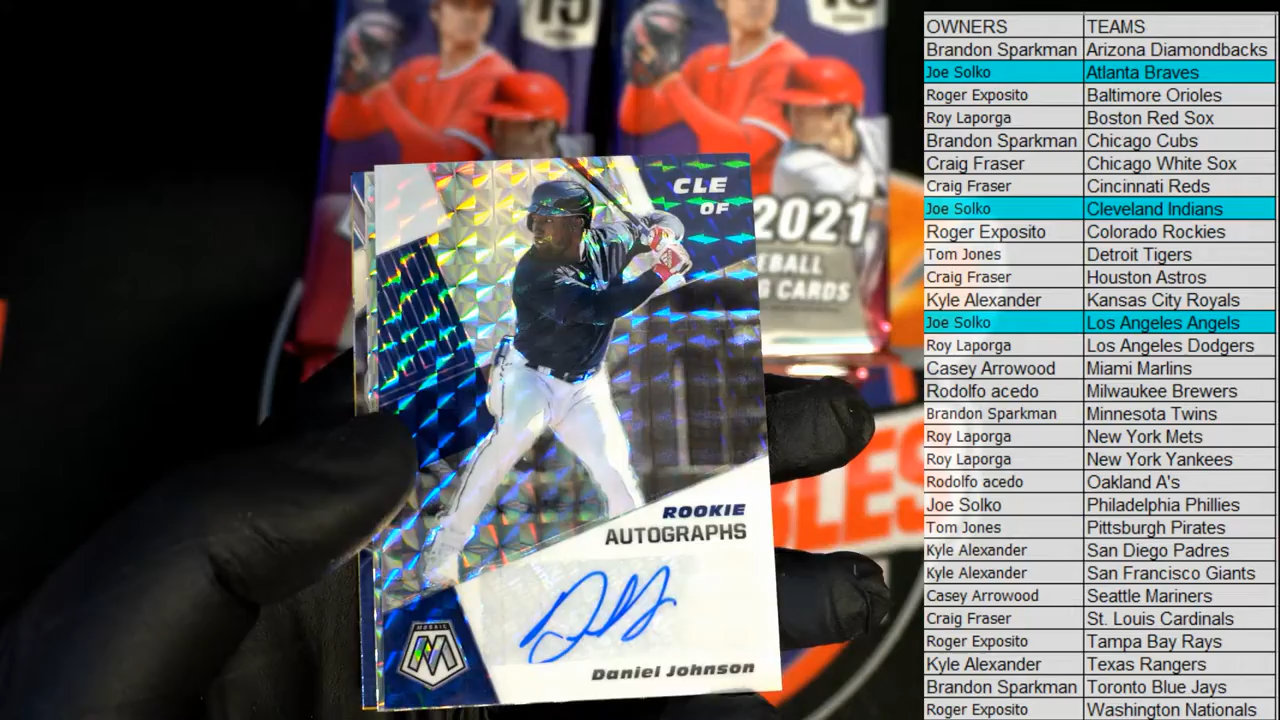 15
15
2021
BALL
CARDS
CLE
OF
ROOKIE
AUTOGRAPHS
MOSAIC
M
Daniel Johnson
BLES
OWNERS TEAMS
Brandon Sparkman Arizona Diamondbacks
Joe Solko Atlanta Braves
Roger Exposito Baltimore Orioles
Roy Laporga Boston Red Sox
Brandon Sparkman Chicago Cubs
Craig Fraser Chicago White Sox
Craig Fraser Cincinnati Reds
Joe Solko Cleveland Indians
Roger Exposito Colorado Rockies
Tom Jones Detroit Tigers
Craig Fraser Houston Astros
Kyle Alexander Kansas City Royals
Joe Solko Los Angeles Angels
Roy Laporga Los Angeles Dodgers
Casey Arrowood Miami Marlins
Rodolfo acedo Milwaukee Brewers
Brandon Sparkman Minnesota Twins
Roy Laporga New York Mets
Roy Laporga New York Yankees
Rodolfo acedo Oakland A's
Joe Solko Philadelphia Phillies
Tom Jones Pittsburgh Pirates
Kyle Alexander San Diego Padres
Kyle Alexander San Francisco Giants
Casey Arrowood Seattle Mariners
Craig Fraser St. Louis Cardinals
Roger Exposito Tampa Bay Rays
Kyle Alexander Texas Rangers
Brandon Sparkman Toronto Blue Jays
Roger Exposito Washington Nationals